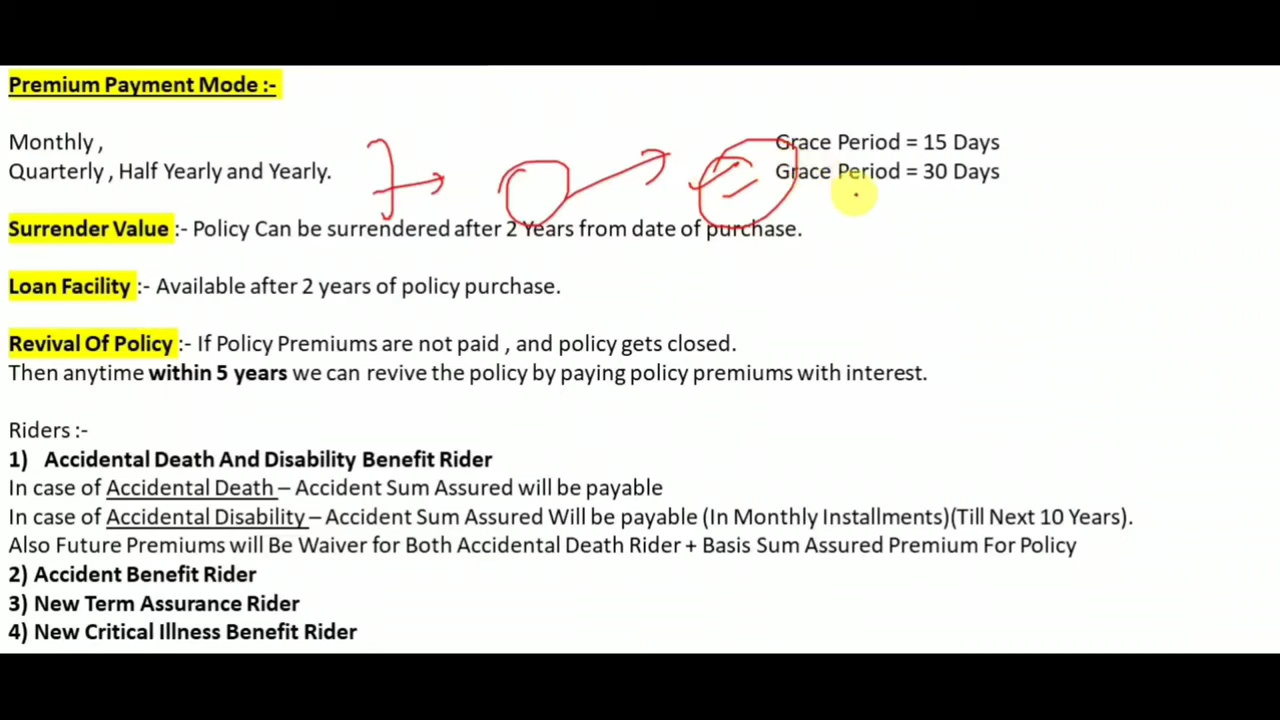 Premium Payment Mode :-
Monthly , Grace Period = 15 Days
Quarterly , Half Yearly and Yearly. Grace Period = 30 Days
Surrender Value :- Policy Can be surrendered after 2 Years from date of purchase.
Loan Facility :- Available after 2 years of policy purchase.
Revival Of Policy :- If Policy Premiums are not paid , and policy gets closed.
Then anytime within 5 years we can revive the policy by paying policy premiums with interest.
Riders :-
1) Accidental Death And Disability Benefit Rider
In case of Accidental Death – Accident Sum Assured will be payable
In case of Accidental Disability – Accident Sum Assured Will be payable (In Monthly Installments)(Till Next 10 Years).
Also Future Premiums will Be Waiver for Both Accidental Death Rider + Basis Sum Assured Premium For Policy
2) Accident Benefit Rider
3) New Term Assurance Rider
4) New Critical Illness Benefit Rider